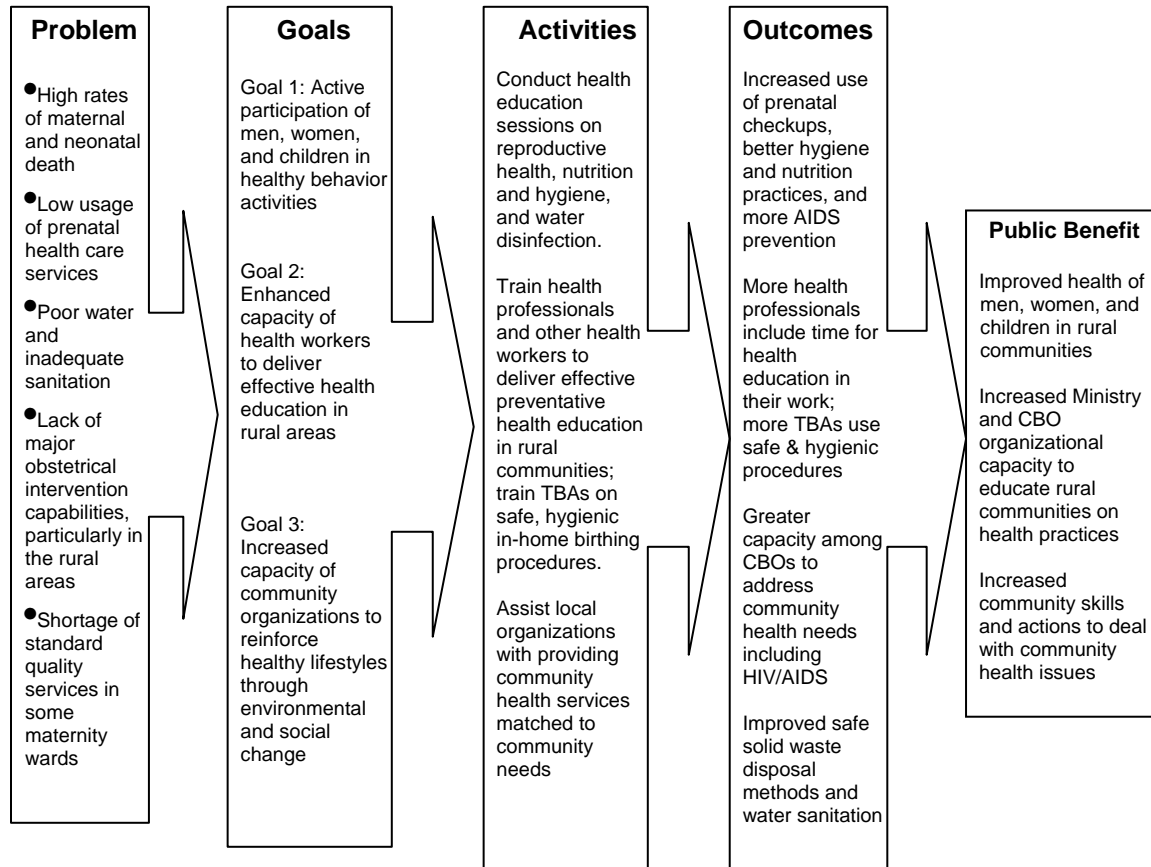 Problem
●High rates
of maternal
and neonatal
death
●Low usage
of prenatal
health care
services
●Poor water
and
inadequate
sanitation
●Lack of
major
obstetrical
intervention
capabilities,
particularly in
the rural
areas
●Shortage of
standard
quality
services in
some
maternity
wards
Goals
Goal 1: Active
participation of
men, women,
and children in
healthy behavior
activities
Goal 2:
Enhanced
capacity of
health workers
to deliver
effective health
education in
rural areas
Goal 3:
Increased
capacity of
community
organizations to
reinforce
healthy lifestyles
through
environmental
and social
change
Activities
Conduct health
education
sessions on
reproductive
health, nutrition
and hygiene,
and water
disinfection.
Train health
professionals
and other health
workers to
deliver effective
preventative
health education
in rural
communities;
train TBAs on
safe, hygienic
in-home birthing
procedures.
Assist local
organizations
with providing
community
health services
matched to
community
needs
Outcomes
Increased use
of prenatal
checkups,
better hygiene
and nutrition
practices, and
more AIDS
prevention
More health
professionals
include time for
health
education in
their work;
more TBAs use
safe & hygienic
procedures
Greater
capacity among
CBOs to
address
community
health needs
including
HIV/AIDS
Improved safe
solid waste
disposal
methods and
water sanitation
Public Benefit
Improved health of
men, women, and
children in rural
communities
Increased Ministry
and CBO
organizational
capacity to
educate rural
communities on
health practices
Increased
community skills
and actions to deal
with community
health issues